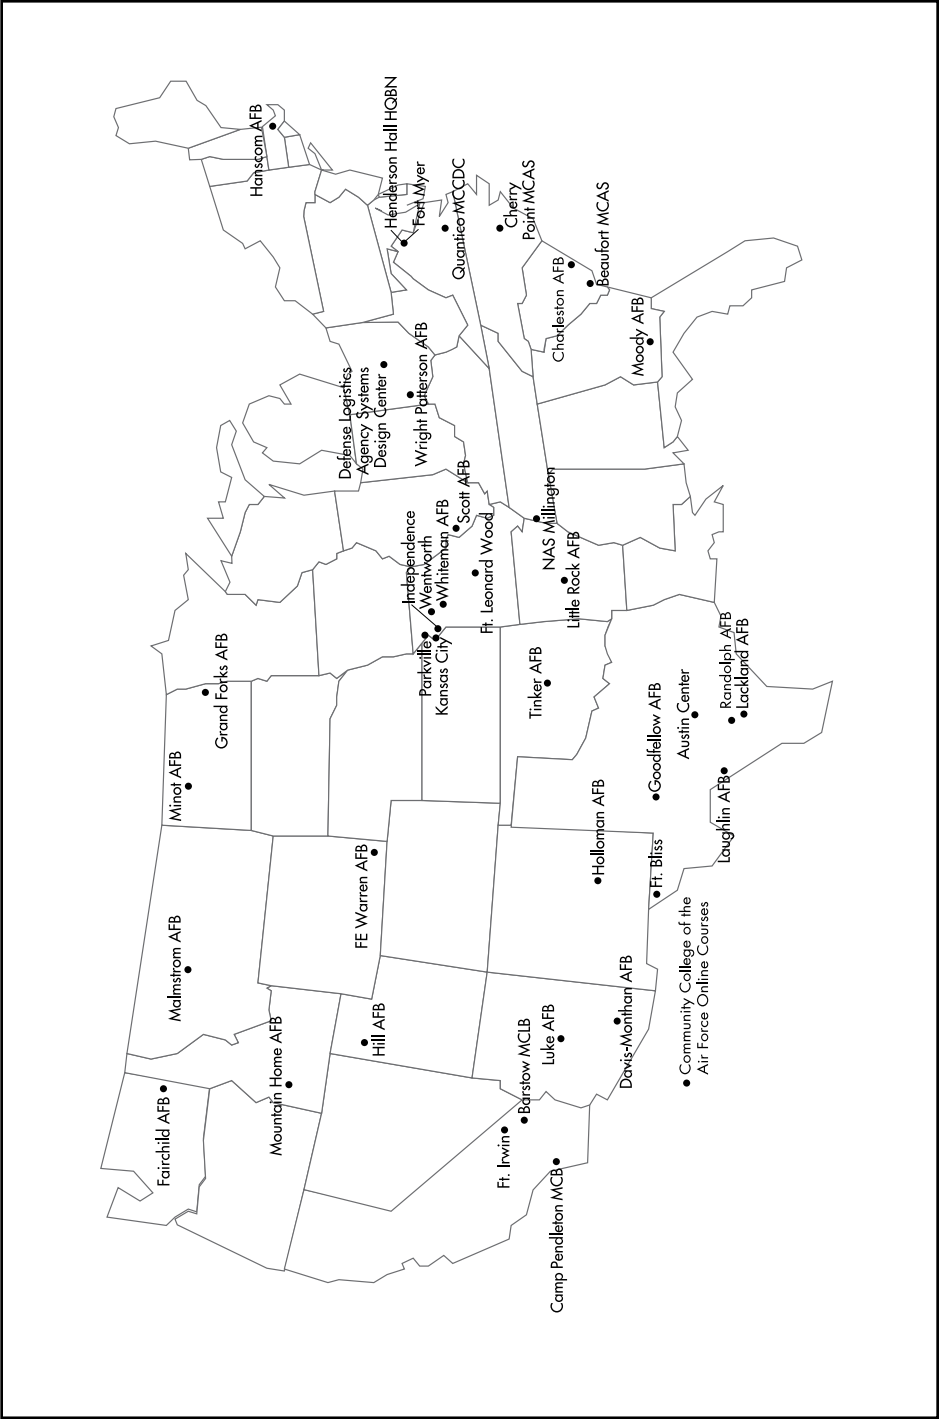 Fairchild AFB
Malmstrom AFB
Minot AFB
Grand Forks AFB
Hanscom AFB
Mountain Home AFB
FE Warren AFB
Hill AFB
Defense Logistics
Agency Systems
Design Center
Henderson Hall HQBN
Fort Myer
Wright Patterson AFB
Quantico MCCDC
Independence
Wentworth
Whiteman AFB
Parkville
Kansas City
Scott AFB
Ft. Leonard Wood
Cherry
Point MCAS
Ft. Irwin
Barstow MCLB
Luke AFB
Tinker AFB
NAS Millington
Little Rock AFB
Charleston AFB
Beaufort MCAS
Camp Pendleton MCB
Holloman AFB
Davis-Monthan AFB
Moody AFB
Ft. Bliss
Goodfellow AFB
Austin Center
Laughlin AFB
Randolph AFB
Lackland AFB
Community College of the
Air Force Online Courses